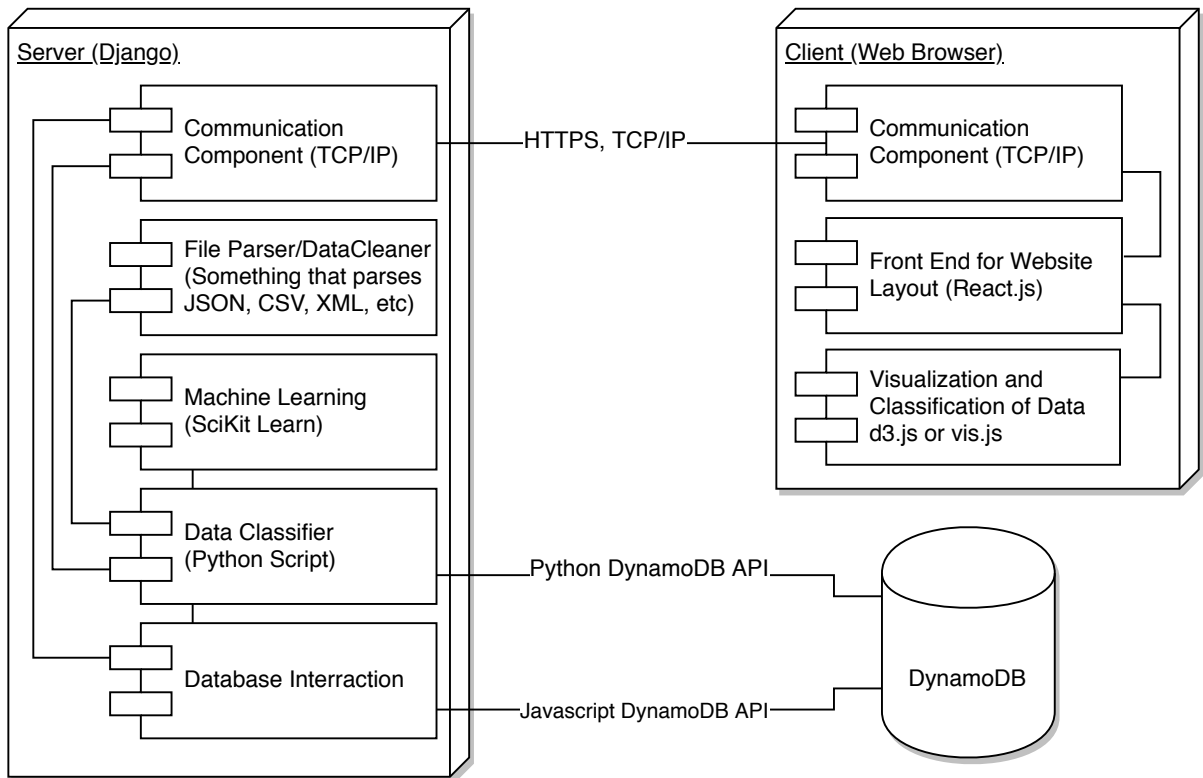 Server (Django)
Communication
Component (TCP/IP)
File Parser/DataCleaner
(Something that parses
JSON, CSV, XML, etc)
Machine Learning
(SciKit Learn)
Data Classifier
(Python Script)
Database Interraction
HTTPS, TCP/IP
Python DynamoDB API
Javascript DynamoDB API
Client (Web Browser)
Communication
Component (TCP/IP)
Front End for Website
Layout (React.js)
Visualization and
Classification of Data
d3.js or vis.js
DynamoDB